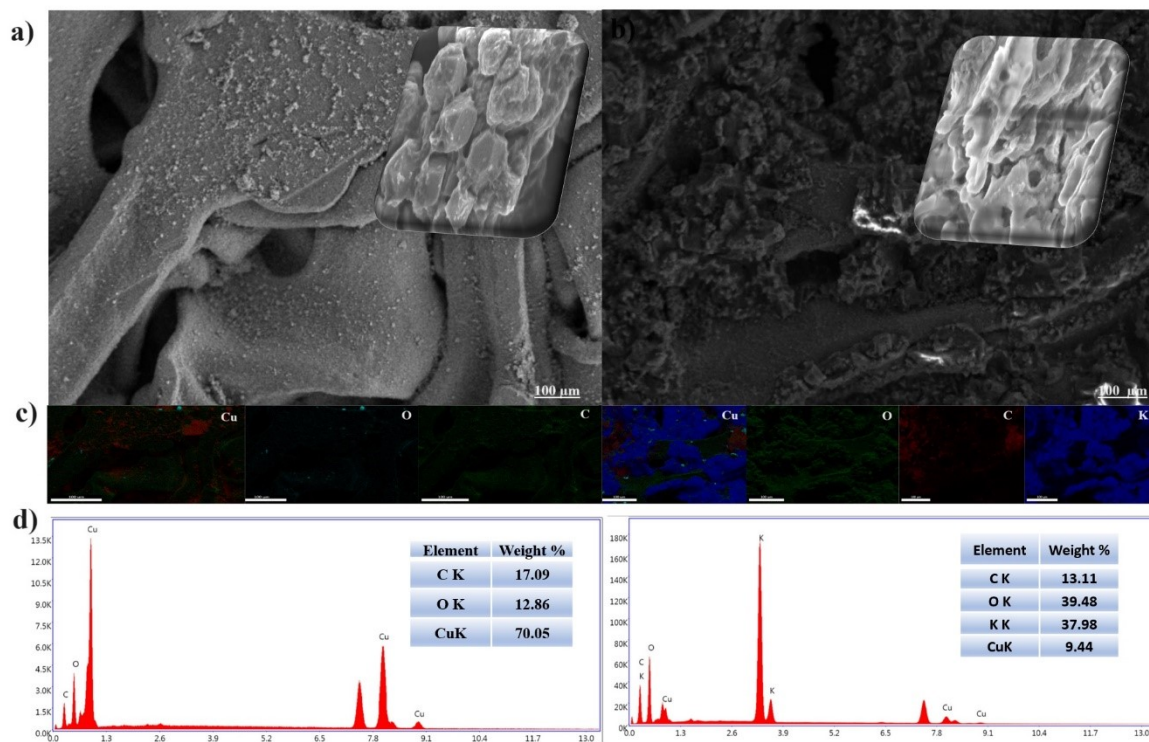 a)
b)
100 µm
100 µm
c)
Cu
O
C
Cu
O
C
K
d)
13.5K
12.0K
10.5K
9.0K
7.5K
6.0K
4.5K
3.0K
1.5K
0.0K
0.0
1.3
2.6
3.9
5.2
6.5
7.8
9.1
10.4
11.7
13.0
C
O
Cu
Cu
Cu
Element Weight %
C K 17.09
O K 12.86
CuK 70.05
180K
160K
140K
120K
100K
80K
60K
40K
20K
0K
0.0
1.3
2.6
3.9
5.2
6.5
7.8
9.1
10.4
11.7
13.0
C
K
O
Cu
K
K
Cu
Cu
Element Weight %
C K 13.11
O K 39.48
K K 37.98
CuK 9.44